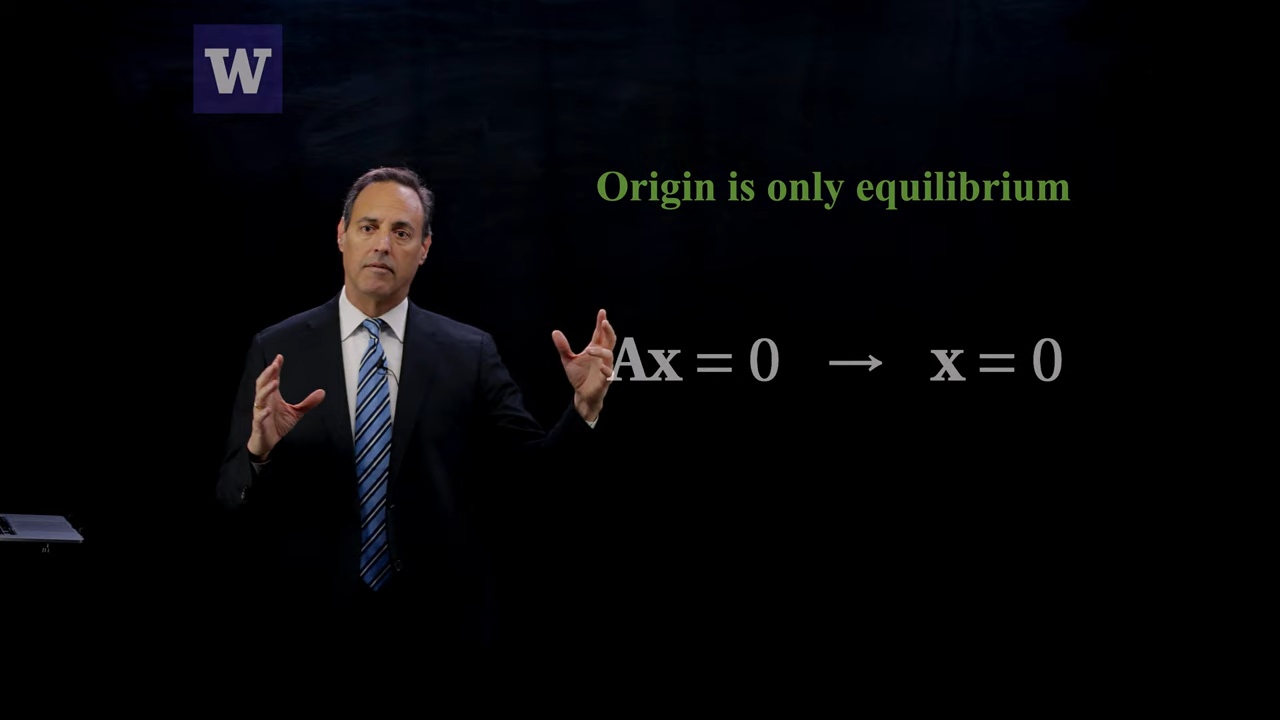 W
Origin is only equilibrium
Ax = 0 → x = 0